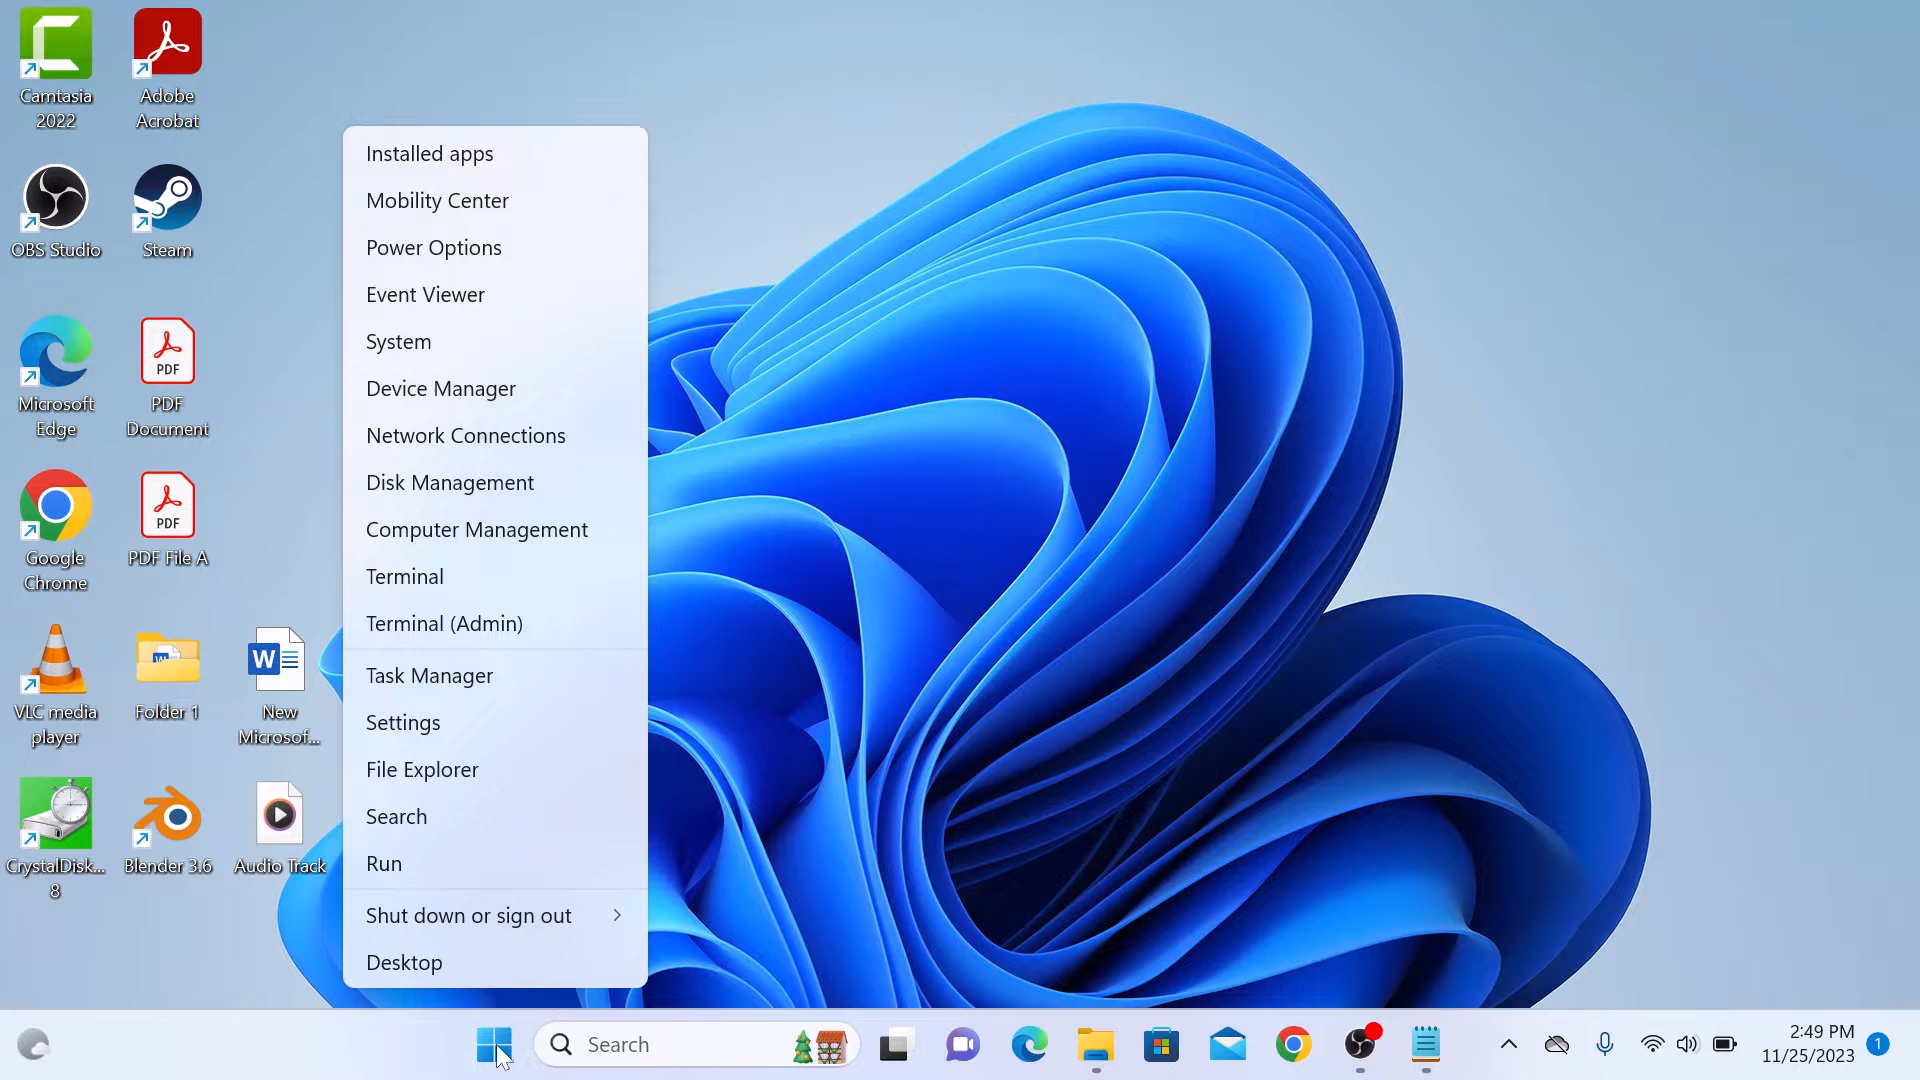 Camtasia
2022
Adobe
Acrobat
OBS Studio
Steam
Microsoft
Edge
PDF
PDF
Document
Google
Chrome
PDF
PDF File A
VLC media
player
W
Folder 1
W
New
Microsof...
CrystalDisk...
8
Blender 3.6
Audio Track
Installed apps
Mobility Center
Power Options
Event Viewer
System
Device Manager
Network Connections
Disk Management
Computer Management
Terminal
Terminal (Admin)
Task Manager
Settings
File Explorer
Search
Run
Shut down or sign out
Desktop
Search
2:49 PM
11/25/2023
1